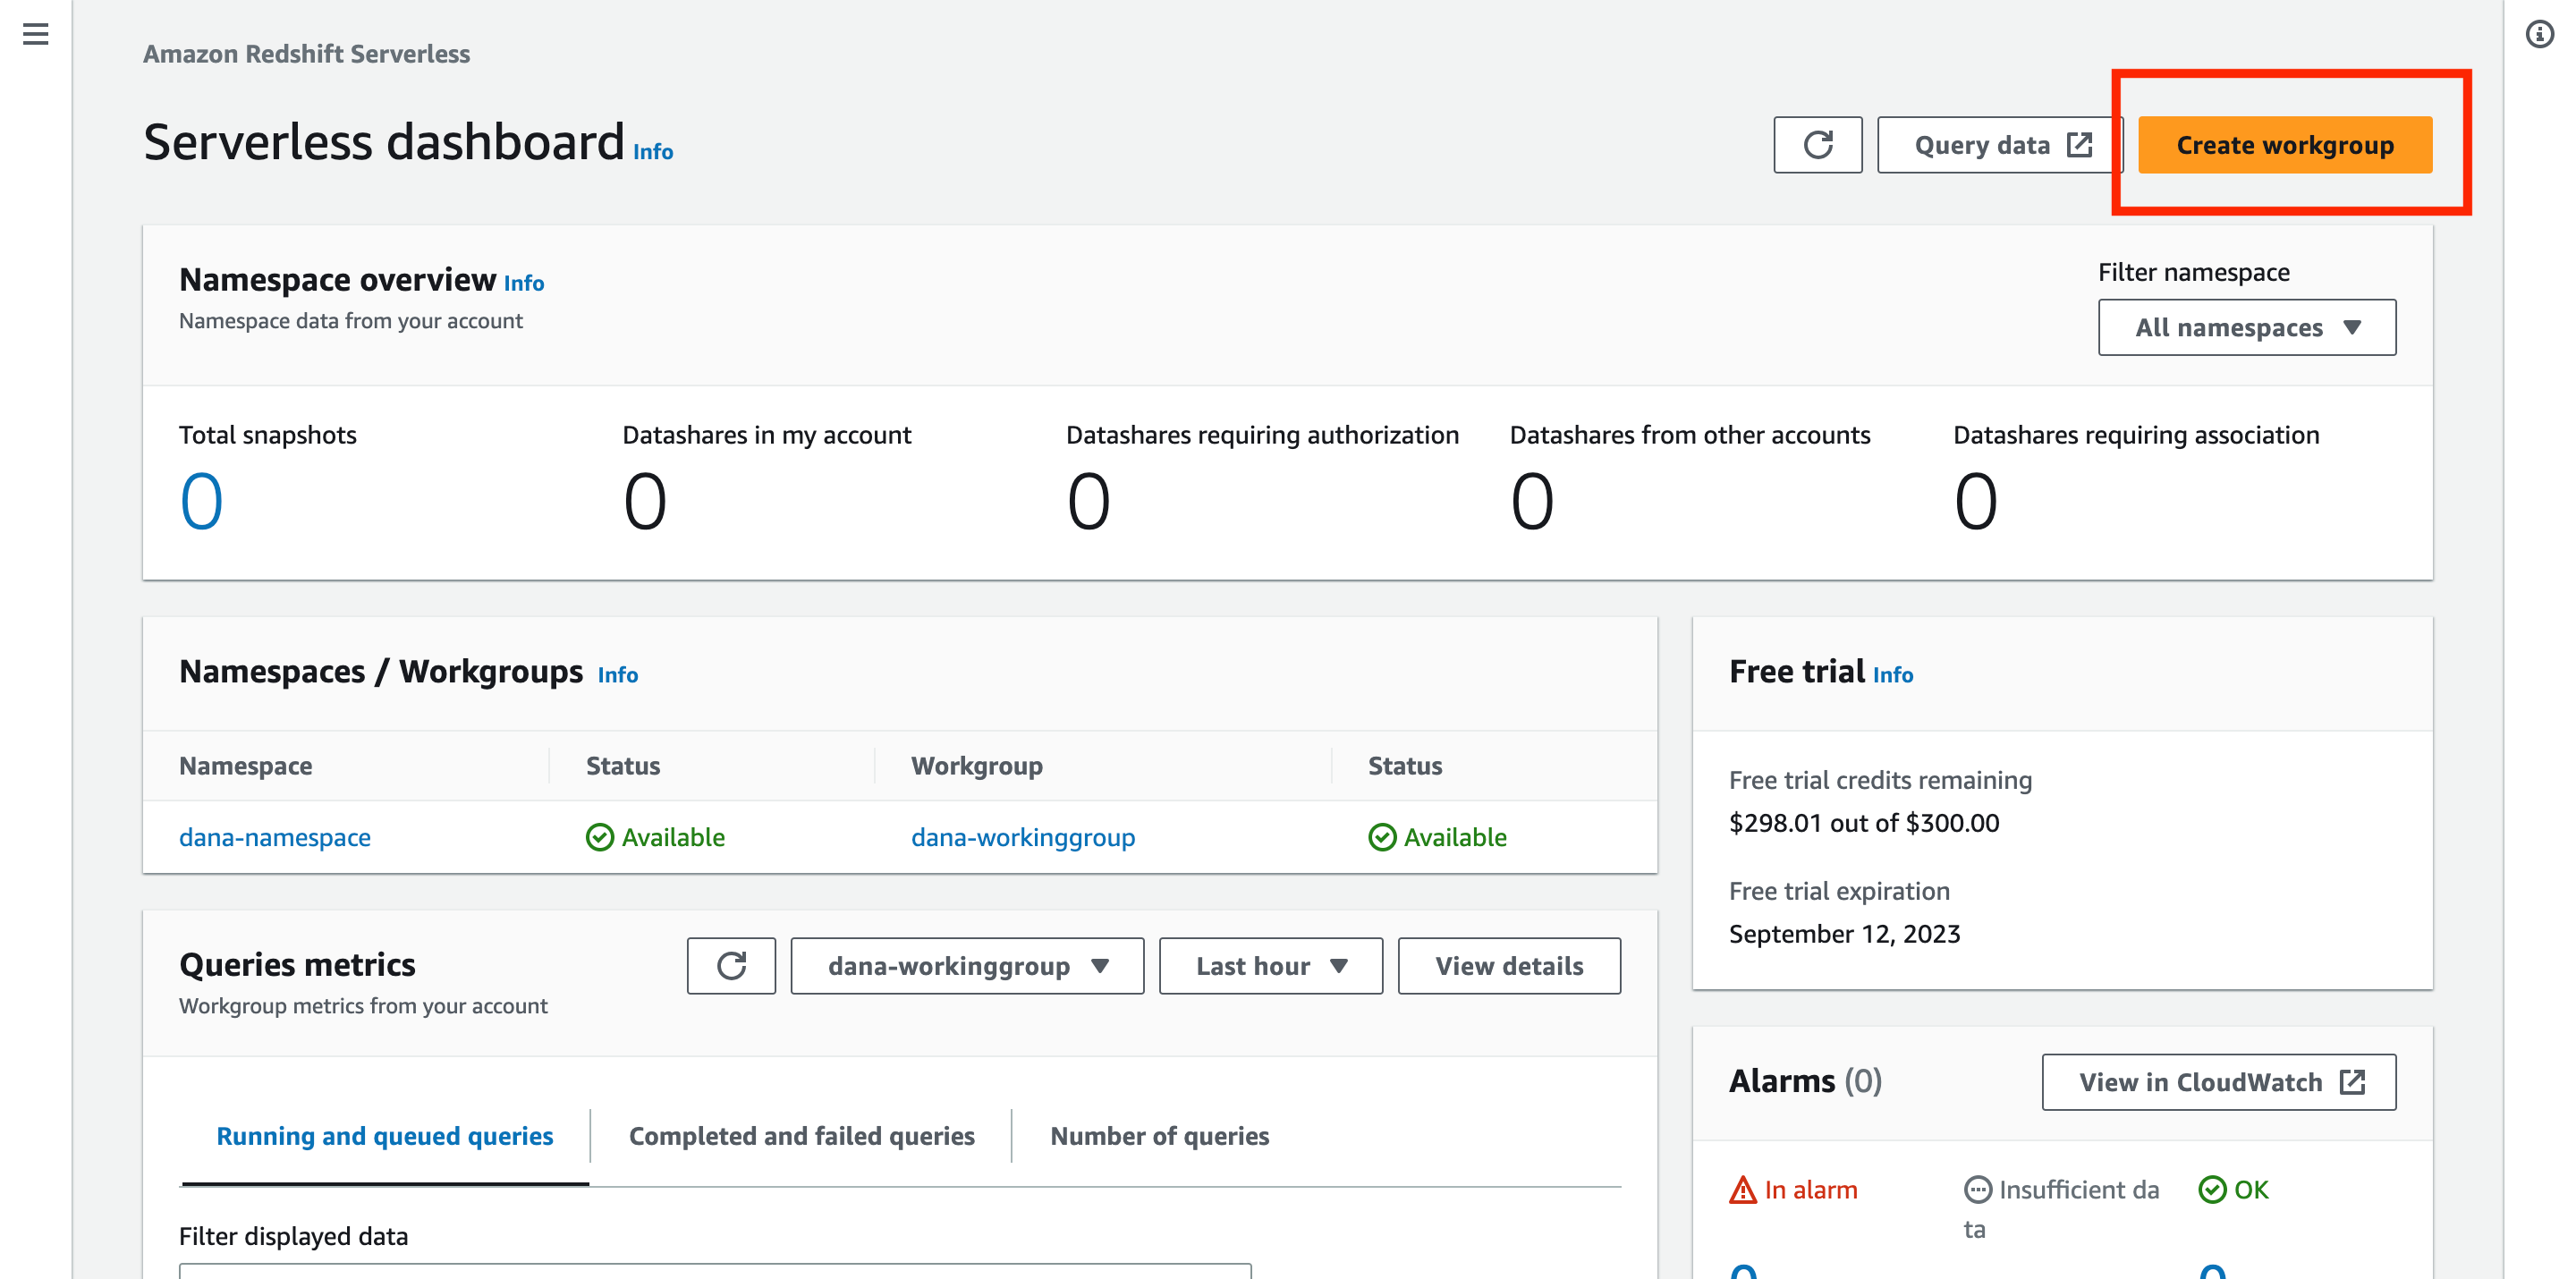 Amazon Redshift Serverless
Serverless dashboard Info
Query data
Create workgroup
Namespace overview Info
Namespace data from your account
Filter namespace
All namespaces
Total snapshots
0
Datashares in my account
0
Datashares requiring authorization
0
Datashares from other accounts
0
Datashares requiring association
0
Namespaces / Workgroups Info
Namespace Status Workgroup Status
dana-namespace Available dana-workinggroup Available
Free trial Info
Free trial credits remaining
$298.01 out of $300.00
Free trial expiration
September 12, 2023
Queries metrics
Workgroup metrics from your account
dana-workinggroup
Last hour
View details
Running and queued queries
Completed and failed queries
Number of queries
Filter displayed data
Alarms (0)
View in CloudWatch
In alarm
Insufficient da
ta
OK